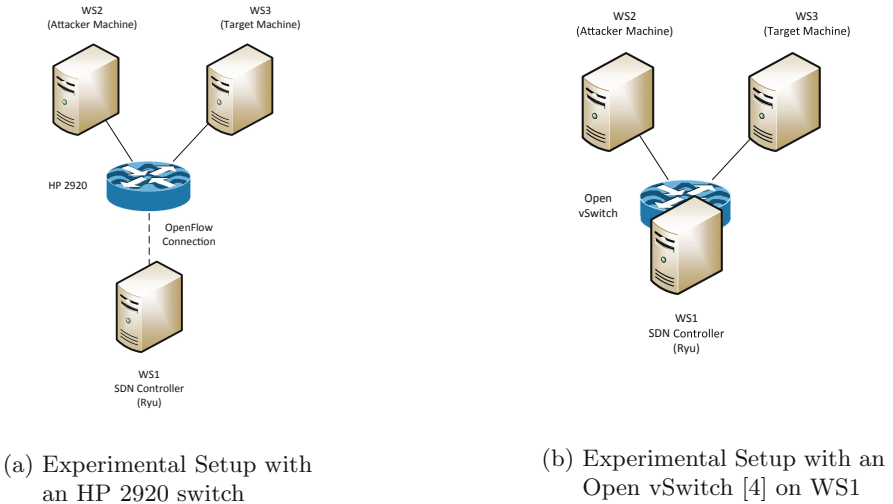 WS2
(Attacker Machine)
WS3
(Target Machine)
HP 2920
OpenFlow
Connection
WS1
SDN Controller
(Ryu)
(a) Experimental Setup with
an HP 2920 switch
WS2
(Attacker Machine)
WS3
(Target Machine)
Open
vSwitch
WS1
SDN Controller
(Ryu)
(b) Experimental Setup with an
Open vSwitch [4] on WS1